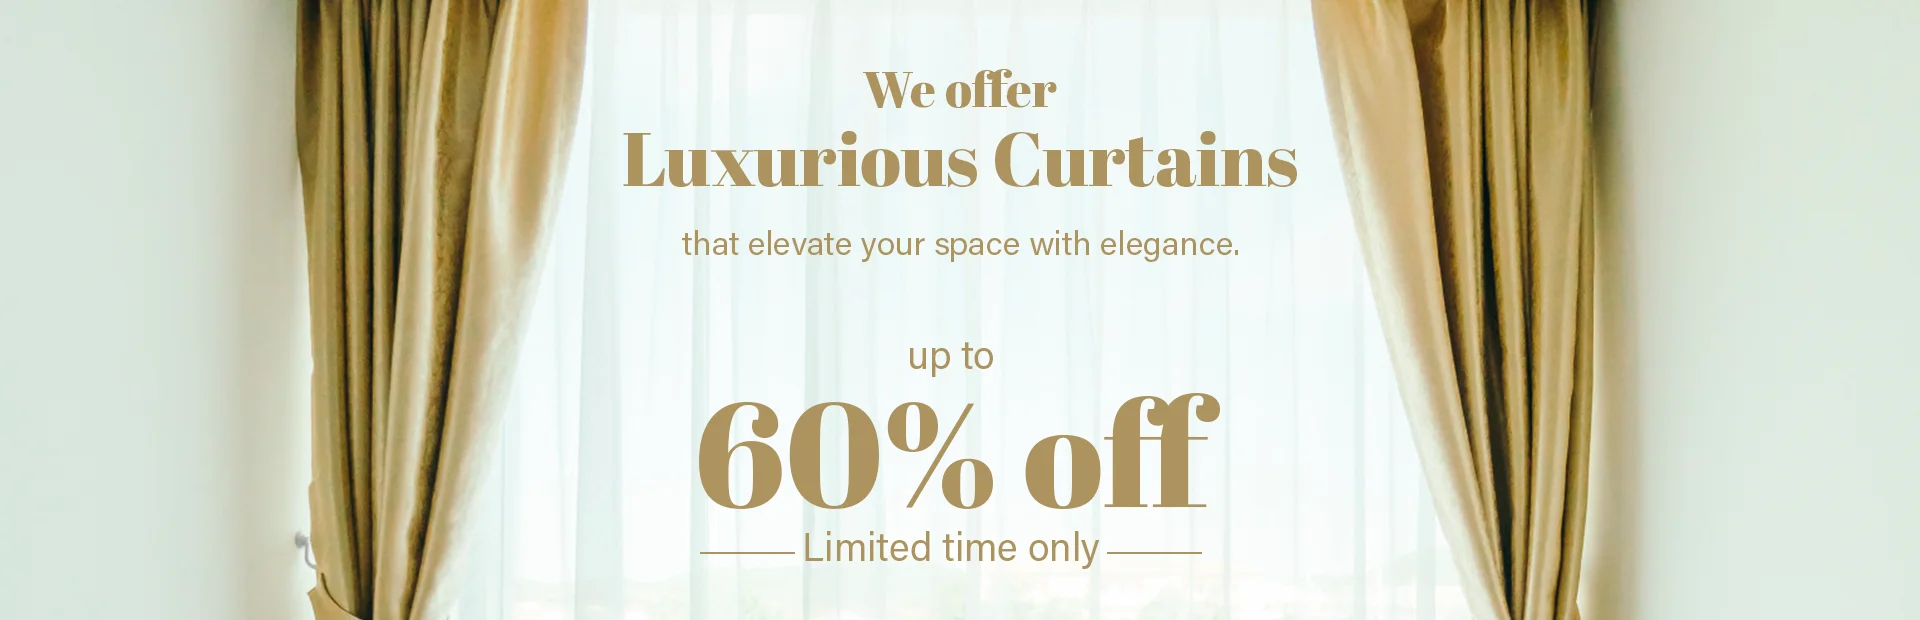 We offer
Luxurious Curtains
that elevate your space with elegance.
up to
60% off
Limited time only